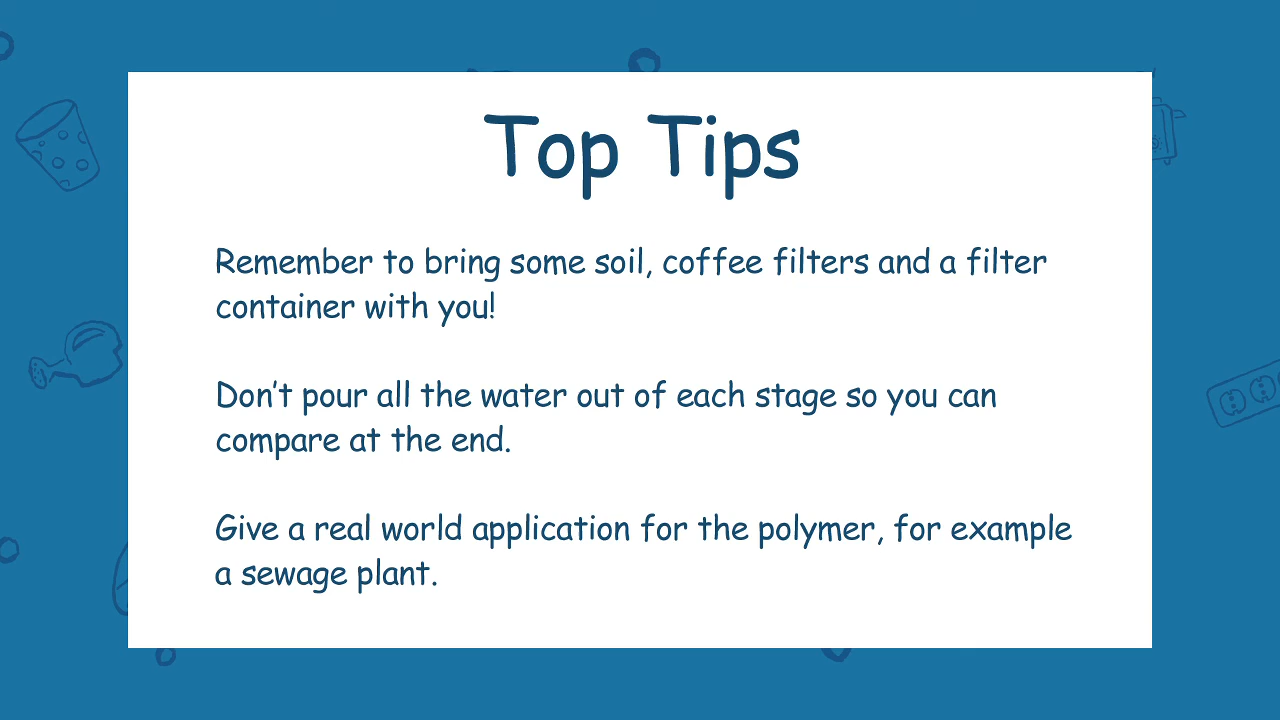 Top Tips
Remember to bring some soil, coffee filters and a filter
container with you!
Don't pour all the water out of each stage so you can
compare at the end.
Give a real world application for the polymer, for example
a sewage plant.